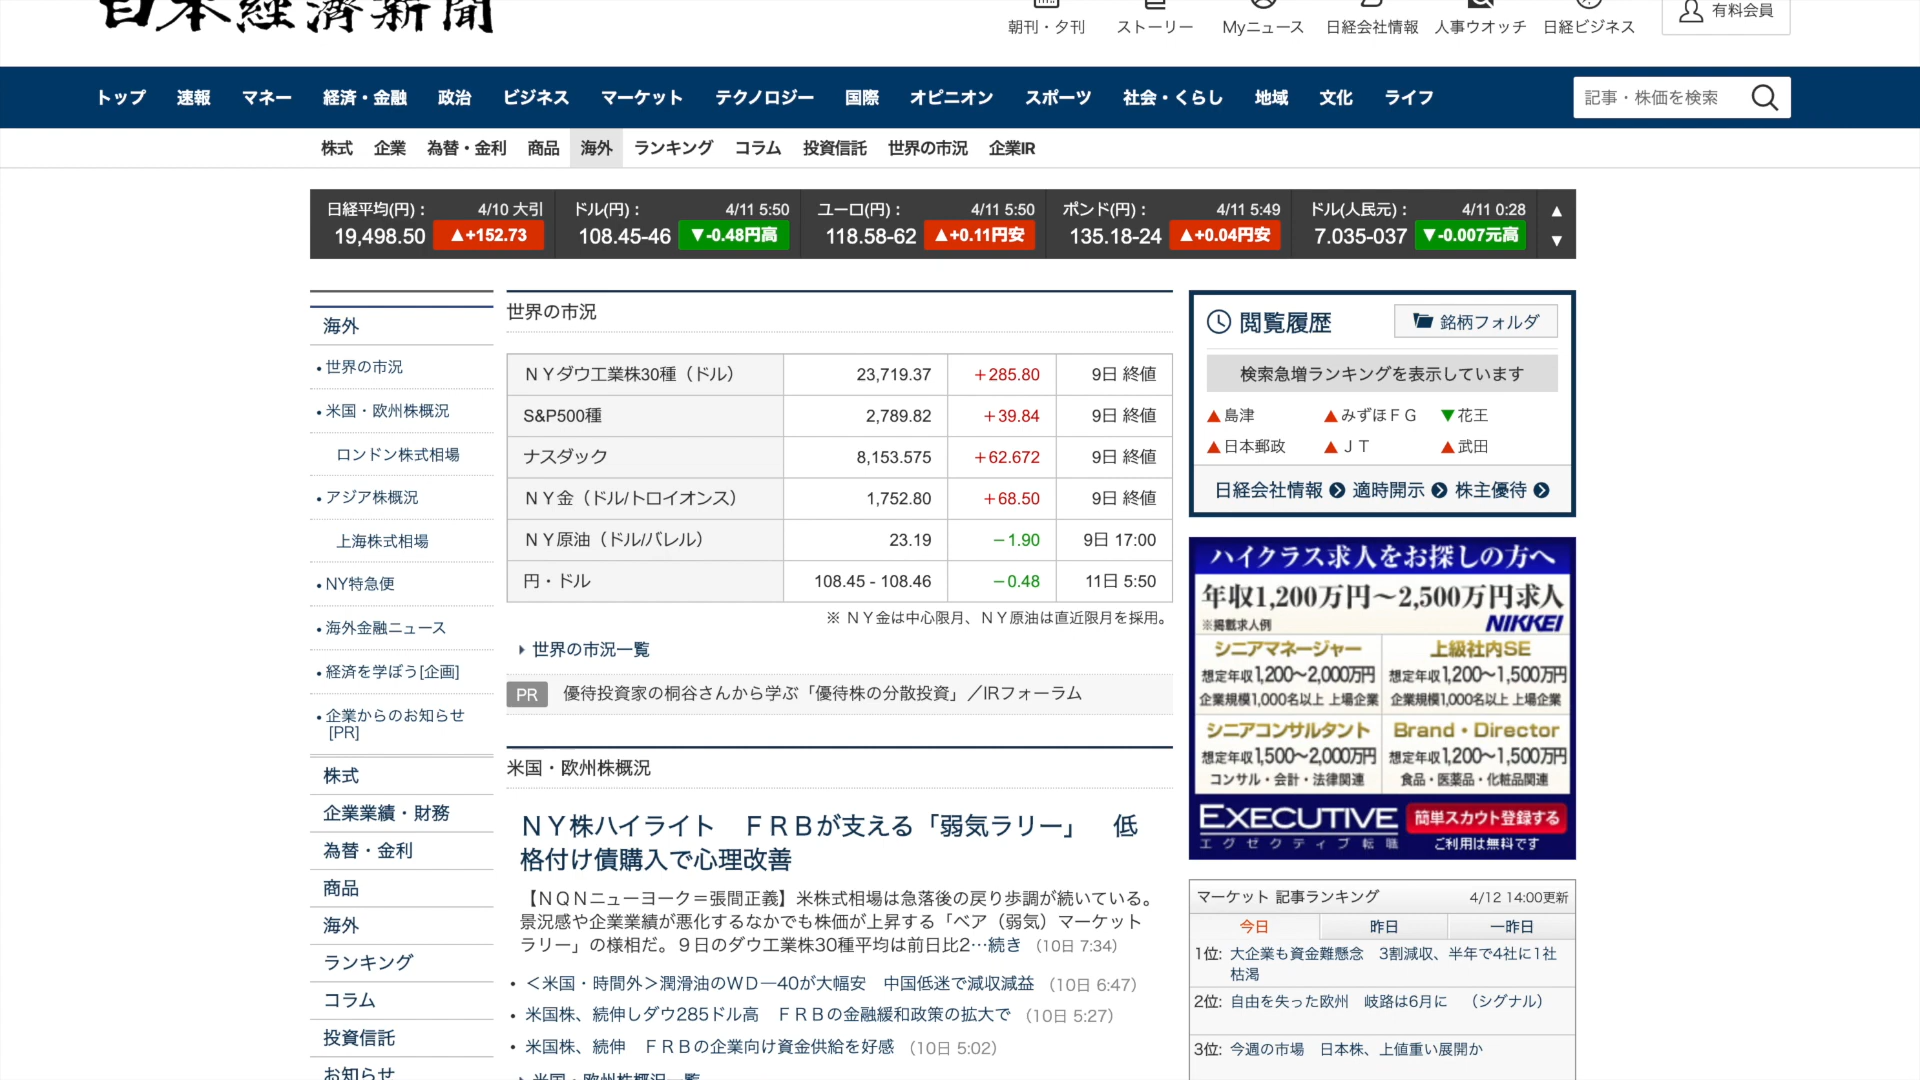 日本経済新聞
朝刊・夕刊 ストーリー Myニュース 日経会社情報 人事ウオッチ 日経ビジネス 有料会員
トップ 速報 マネー 経済・金融 政治 ビジネス マーケット テクノロジー 国際 オピニオン スポーツ 社会・くらし 地域 文化 ライフ 記事・株価を検索
株式 企業 為替・金利 商品 海外 ランキング コラム 投資信託 世界の市況 企業IR
日経平均(円)： 4/10 大引 ドル(円)： 4/11 5:50 ユーロ(円)： 4/11 5:50 ポンド(円)： 4/11 5:49 ドル(人民元)： 4/11 0:28 ▲
19,498.50 ▲+152.73 108.45-46 ▼-0.48円高 118.58-62 ▲+0.11円安 135.18-24 ▲+0.04円安 7.035-037 ▼-0.007元高 ▼
海外
・世界の市況
・米国・欧州株概況
ロンドン株式相場
・アジア株概況
上海株式相場
・NY特急便
・海外金融ニュース
・経済を学ぼう[企画]
・企業からのお知らせ
[PR]
株式
企業業績・財務
為替・金利
商品
海外
ランキング
コラム
投資信託
お知らせ
世界の市況
ＮＹダウ工業株30種（ドル） 23,719.37 ＋285.80 9日 終値
S&P500種 2,789.82 ＋39.84 9日 終値
ナスダック 8,153.575 ＋62.672 9日 終値
ＮＹ金（ドル/トロイオンス） 1,752.80 ＋68.50 9日 終値
ＮＹ原油（ドル/バレル） 23.19 －1.90 9日 17:00
円・ドル 108.45 - 108.46 －0.48 11日 5:50
※ ＮＹ金は中心限月、ＮＹ原油は直近限月を採用。
世界の市況一覧
PR 優待投資家の桐谷さんから学ぶ「優待株の分散投資」／IRフォーラム
米国・欧州株概況
ＮＹ株ハイライト　ＦＲＢが支える「弱気ラリー」　低
格付け債購入で心理改善
【ＮＱＮニューヨーク＝張間正義】米株式相場は急落後の戻り歩調が続いている。
景況感や企業業績が悪化するなかでも株価が上昇する「ベア（弱気）マーケット
ラリー」の様相だ。９日のダウ工業株30種平均は前日比2…続き （10日 7:34）
・＜米国・時間外＞潤滑油のＷＤ―40が大幅安　中国低迷で減収減益 （10日 6:47）
・米国株、続伸しダウ285ドル高　ＦＲＢの金融緩和政策の拡大で （10日 5:27）
・米国株、続伸　ＦＲＢの企業向け資金供給を好感 （10日 5:02）
米国・欧州株概況一覧
閲覧履歴 銘柄フォルダ
検索急増ランキングを表示しています
▲島津 ▲みずほＦＧ ▼花王
▲日本郵政 ▲ＪＴ ▲武田
日経会社情報 適時開示 株主優待
ハイクラス求人をお探しの方へ
年収1,200万円〜2,500万円求人
※掲載求人例 NIKKEI
シニアマネージャー 上級社内SE
想定年収1,200〜2,000万円 想定年収1,200〜1,500万円
企業規模1,000名以上 上場企業 企業規模1,000名以上 上場企業
シニアコンサルタント Brand・Director
想定年収1,500〜2,000万円 想定年収1,200〜1,500万円
コンサル・会計・法律関連 食品・医薬品・化粧品関連
EXECUTIVE 簡単スカウト登録する
エグゼクティブ転職 ご利用は無料です
マーケット 記事ランキング 4/12 14:00更新
今日 昨日 一昨日
1位: 大企業も資金難懸念　3割減収、半年で4社に1社
枯渇
2位: 自由を失った欧州　岐路は6月に　（シグナル）
3位: 今週の市場　日本株、上値重い展開か